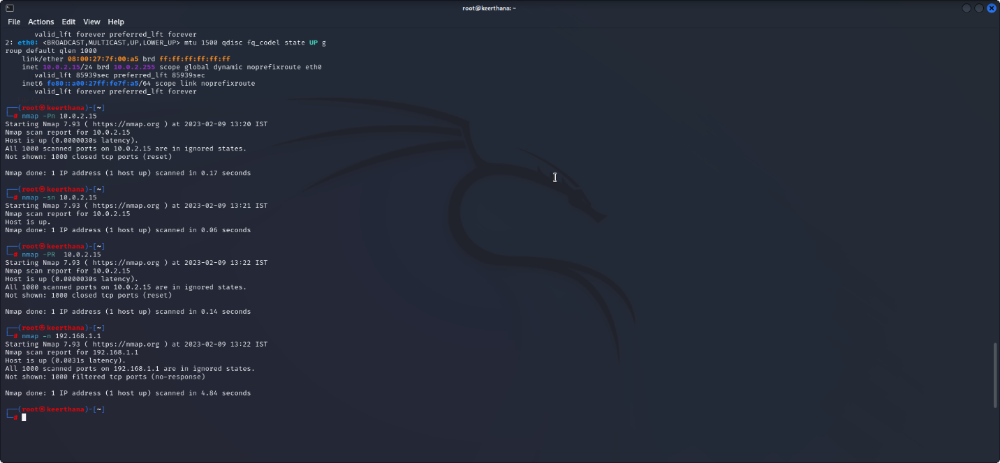 root@keerthana: ~
File Actions Edit View Help
valid_lft forever preferred_lft forever
2: eth0: <BROADCAST,MULTICAST,UP,LOWER_UP> mtu 1500 qdisc fq_codel state UP g
roup default qlen 1000
link/ether 08:00:27:7f:00:a5 brd ff:ff:ff:ff:ff:ff
inet 10.0.2.15/24 brd 10.0.2.255 scope global dynamic noprefixroute eth0
valid_lft 85939sec preferred_lft 85939sec
inet6 fe80::a00:27ff:fe7f:a5/64 scope link noprefixroute
valid_lft forever preferred_lft forever
┌──(root㉿keerthana)-[~]
└─# nmap -Pn 10.0.2.15
Starting Nmap 7.93 ( https://nmap.org ) at 2023-02-09 13:20 IST
Nmap scan report for 10.0.2.15
Host is up (0.0000030s latency).
All 1000 scanned ports on 10.0.2.15 are in ignored states.
Not shown: 1000 closed tcp ports (reset)
Nmap done: 1 IP address (1 host up) scanned in 0.17 seconds
┌──(root㉿keerthana)-[~]
└─# nmap -sn 10.0.2.15
Starting Nmap 7.93 ( https://nmap.org ) at 2023-02-09 13:21 IST
Nmap scan report for 10.0.2.15
Host is up.
Nmap done: 1 IP address (1 host up) scanned in 0.06 seconds
┌──(root㉿keerthana)-[~]
└─# nmap -PR  10.0.2.15
Starting Nmap 7.93 ( https://nmap.org ) at 2023-02-09 13:22 IST
Nmap scan report for 10.0.2.15
Host is up (0.0000030s latency).
All 1000 scanned ports on 10.0.2.15 are in ignored states.
Not shown: 1000 closed tcp ports (reset)
Nmap done: 1 IP address (1 host up) scanned in 0.14 seconds
┌──(root㉿keerthana)-[~]
└─# nmap -n 192.168.1.1
Starting Nmap 7.93 ( https://nmap.org ) at 2023-02-09 13:22 IST
Nmap scan report for 192.168.1.1
Host is up (0.0031s latency).
All 1000 scanned ports on 192.168.1.1 are in ignored states.
Not shown: 1000 filtered tcp ports (no-response)
Nmap done: 1 IP address (1 host up) scanned in 4.84 seconds
┌──(root㉿keerthana)-[~]
└─#